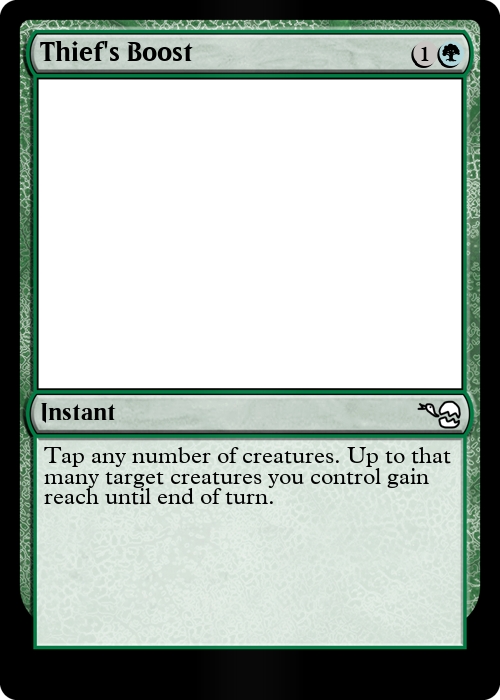 Thief's Boost 1
Instant
Tap any number of creatures. Up to that
many target creatures you control gain
reach until end of turn.